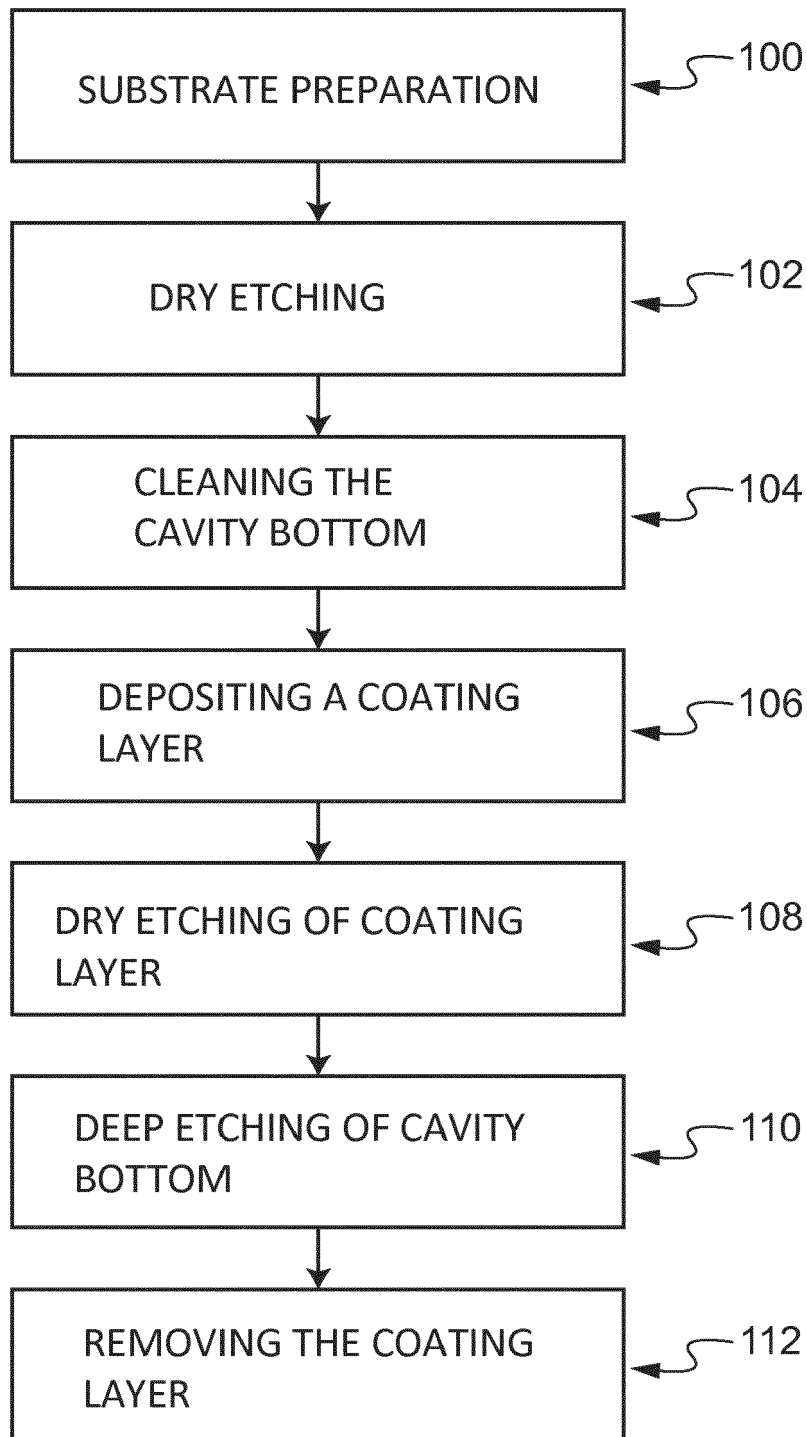 SUBSTRATE PREPARATION
100
DRY ETCHING
102
CLEANING THE
CAVITY BOTTOM
104
DEPOSITING A COATING
LAYER
106
DRY ETCHING OF COATING
LAYER
108
DEEP ETCHING OF CAVITY
BOTTOM
110
REMOVING THE COATING
LAYER
112